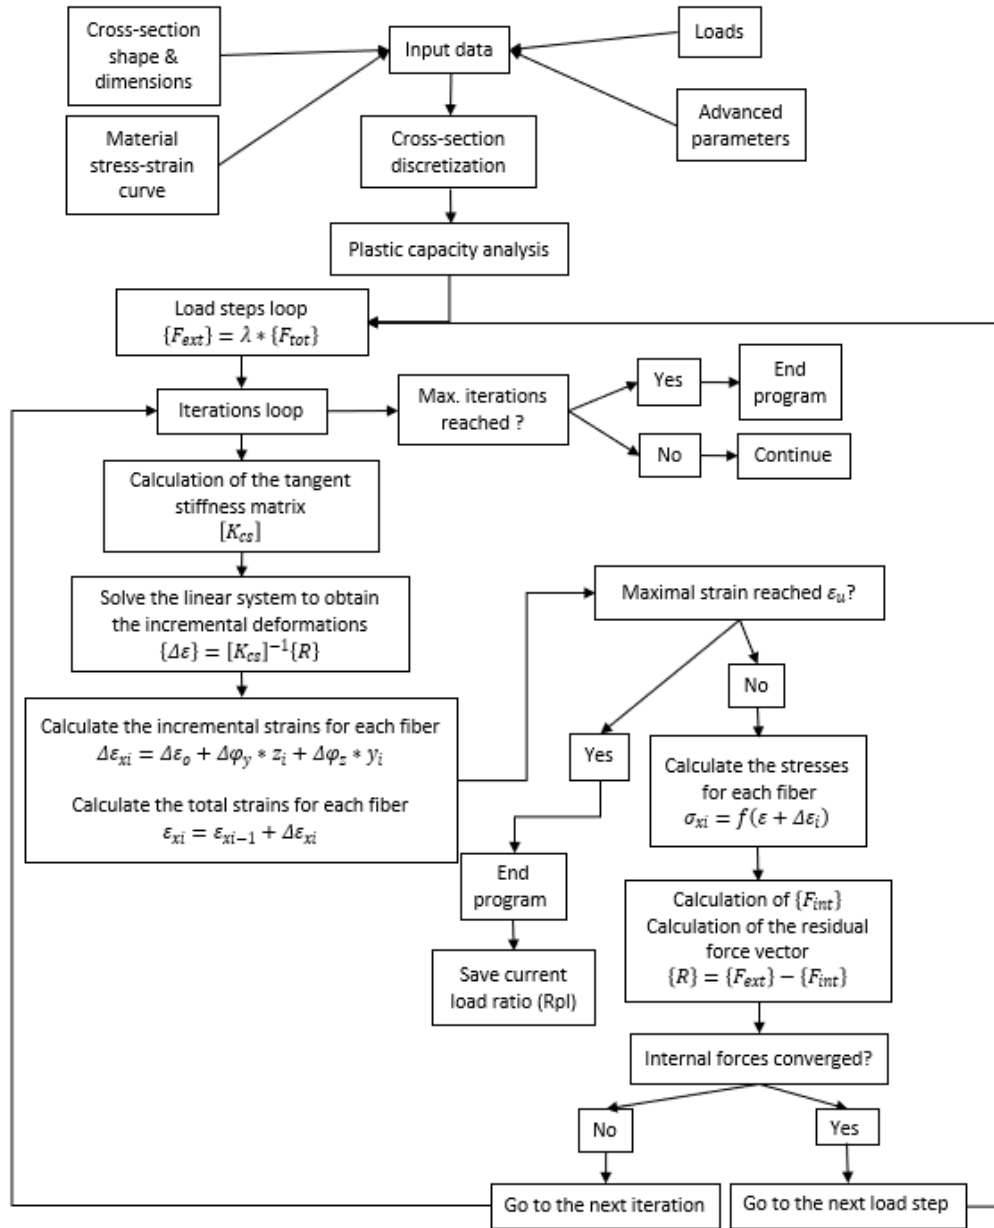 Cross-section
shape &
dimensions
Input data
Loads
Material
stress-strain
curve
Advanced
parameters
Cross-section
discretization
Plastic capacity analysis
Load steps loop
{F_ext} = λ * {F_tot}
Iterations loop
Max. iterations
reached ?
Yes
End
program
No
Continue
Calculation of the tangent
stiffness matrix
[K_cs]
Solve the linear system to obtain
the incremental deformations
{Δε} = [K_cs]^-1{R}
Calculate the incremental strains for each fiber
Δε_xi = Δε_o + Δφ_y * z_i + Δφ_z * y_i
Calculate the total strains for each fiber
ε_xi = ε_xi-1 + Δε_xi
Maximal strain reached ε_u?
Yes
No
End
program
Save current
load ratio (Rpl)
Calculate the stresses
for each fiber
σ_xi = f(ε + Δε_i)
Calculation of {F_int}
Calculation of the residual
force vector
{R} = {F_ext} − {F_int}
Internal forces converged?
No
Yes
Go to the next iteration
Go to the next load step